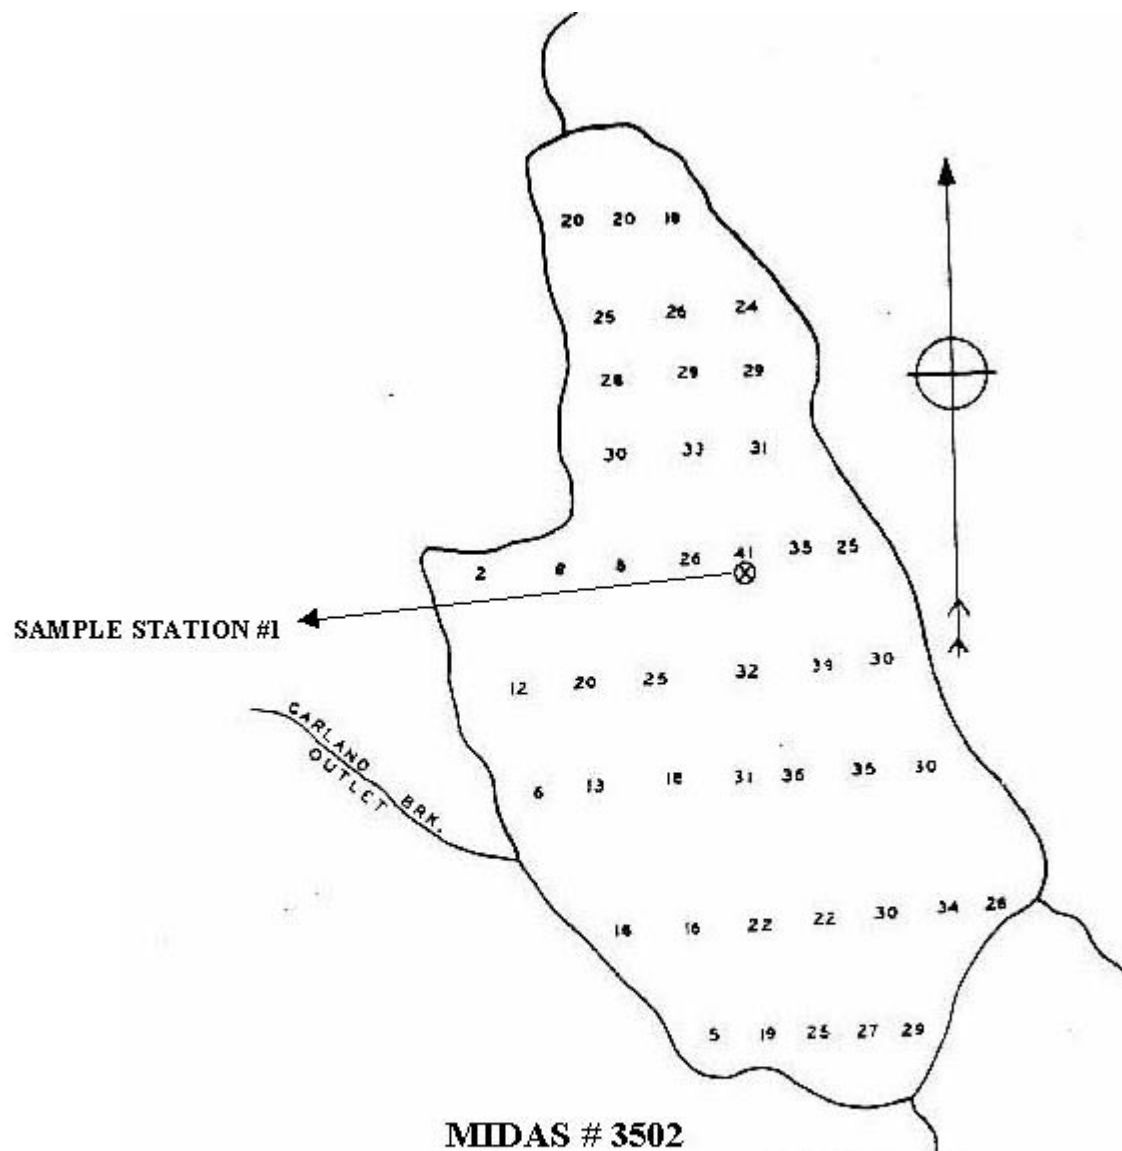 20 20 18
25 26 24
28 29 29
30 33 31
2 8 8 26 41 35 25
SAMPLE STATION #1
12 20 25 32 39 30
GARLAND BRK.
OUTLET
6 13 18 31 36 35 30
18 16 22 22 30 34 28
5 19 25 27 29
MIDAS # 3502